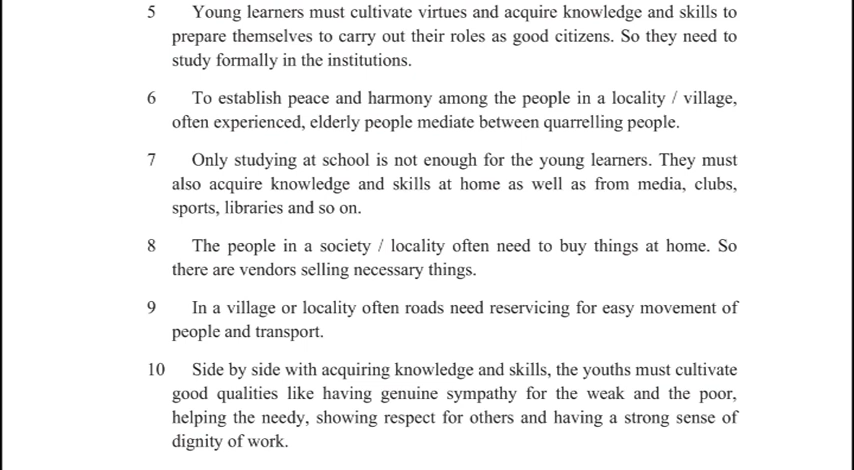 5 Young learners must cultivate virtues and acquire knowledge and skills to
prepare themselves to carry out their roles as good citizens. So they need to
study formally in the institutions.
6 To establish peace and harmony among the people in a locality / village,
often experienced, elderly people mediate between quarrelling people.
7 Only studying at school is not enough for the young learners. They must
also acquire knowledge and skills at home as well as from media, clubs,
sports, libraries and so on.
8 The people in a society / locality often need to buy things at home. So
there are vendors selling necessary things.
9 In a village or locality often roads need reservicing for easy movement of
people and transport.
10 Side by side with acquiring knowledge and skills, the youths must cultivate
good qualities like having genuine sympathy for the weak and the poor,
helping the needy, showing respect for others and having a strong sense of
dignity of work.